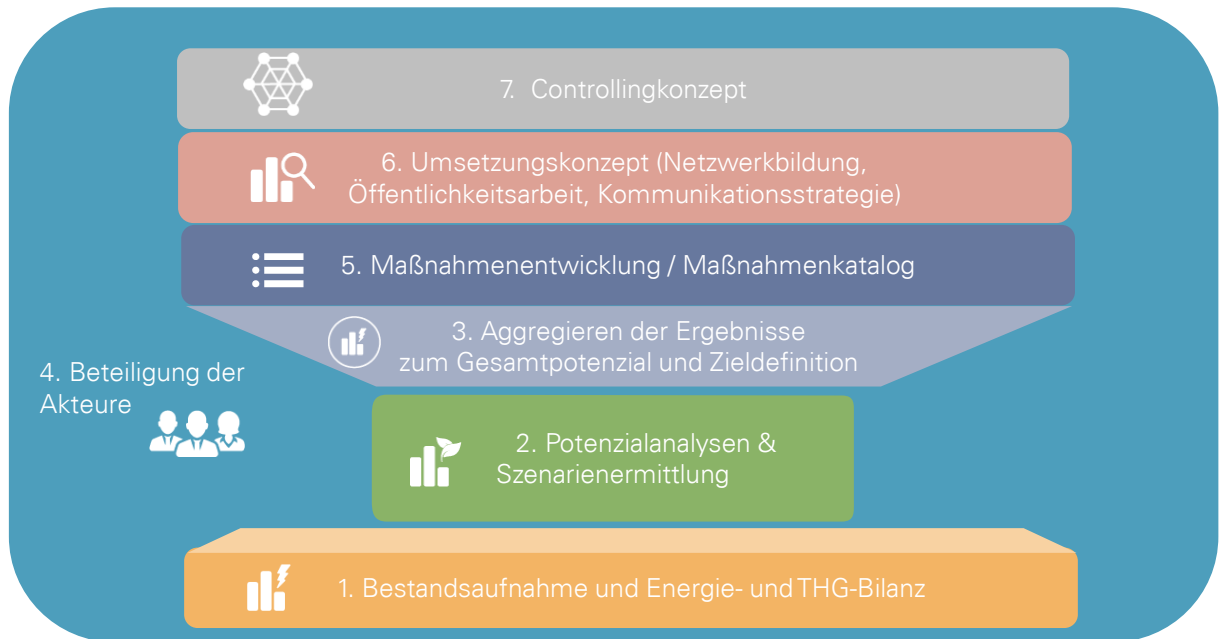 7. Controllingkonzept
6. Umsetzungskonzept (Netzwerkbildung,
Öffentlichkeitsarbeit, Kommunikationsstrategie)
5. Maßnahmenentwicklung / Maßnahmenkatalog
3. Aggregieren der Ergebnisse
zum Gesamtpotenzial und Zieldefinition
4. Beteiligung der
Akteure
2. Potenzialanalysen &
Szenarienermittlung
1. Bestandsaufnahme und Energie- und THG-Bilanz